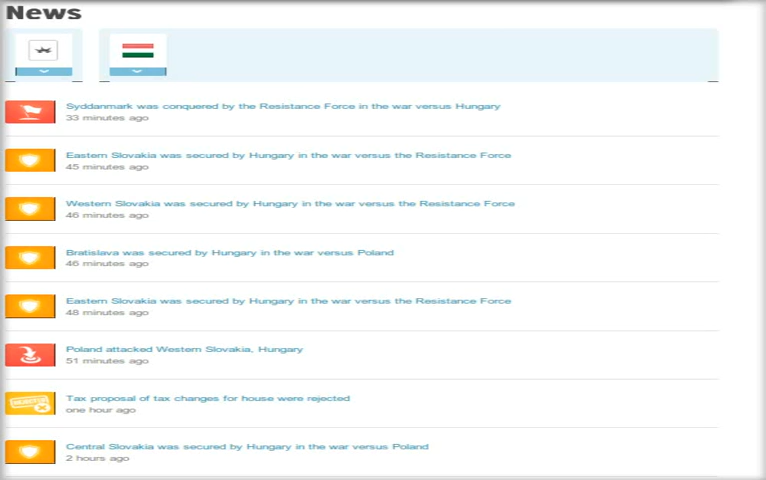 News
Syddanmark was conquered by the Resistance Force in the war versus Hungary
33 minutes ago
Eastern Slovakia was secured by Hungary in the war versus the Resistance Force
45 minutes ago
Western Slovakia was secured by Hungary in the war versus the Resistance Force
46 minutes ago
Bratislava was secured by Hungary in the war versus Poland
46 minutes ago
Eastern Slovakia was secured by Hungary in the war versus the Resistance Force
48 minutes ago
Poland attacked Western Slovakia, Hungary
51 minutes ago
Tax proposal of tax changes for house were rejected
one hour ago
Central Slovakia was secured by Hungary in the war versus Poland
2 hours ago